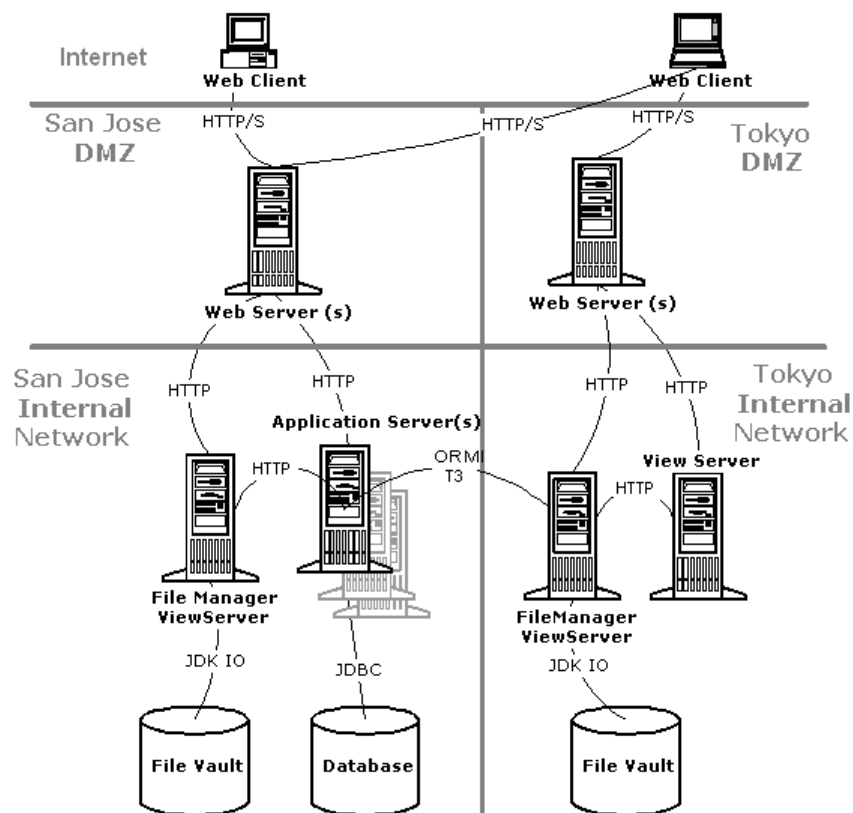 Internet
Web Client
Web Client
San Jose
DMZ
HTTP/S
HTTP/S
HTTP/S
Tokyo
DMZ
Web Server (s)
Web Server (s)
San Jose
Internal
Network
HTTP
HTTP
HTTP
HTTP
Tokyo
Internal
Network
Application Server(s)
HTTP
ORMI
T3
View Server
HTTP
File Manager
ViewServer
FileManager
ViewServer
JDK IO
JDBC
JDK IO
File Vault
Database
File Vault